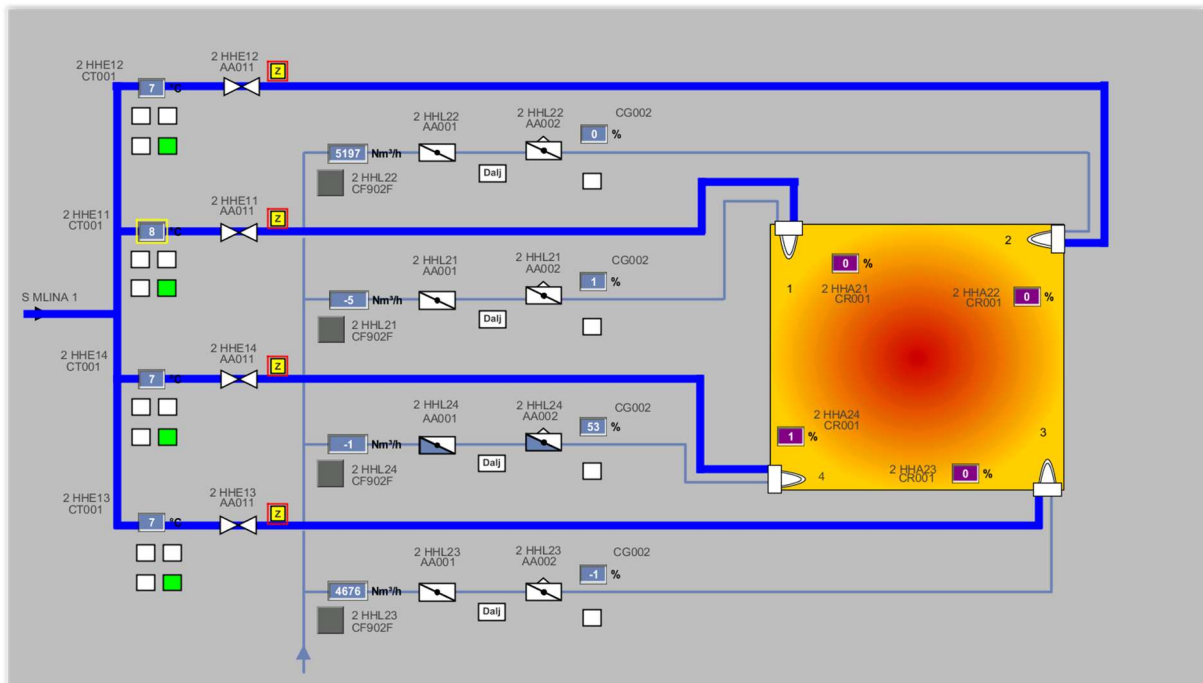 2 HHE12
CT001
7 °C
2 HHE12
AA011
Z
5197 Nm³/h
2 HHL22
CF902F
2 HHL22
AA001
Dalj
2 HHL22
AA002
CG002
0 %
2 HHE11
CT001
8 °C
2 HHE11
AA011
Z
-5 Nm³/h
2 HHL21
CF902F
2 HHL21
AA001
Dalj
2 HHL21
AA002
CG002
1 %
S MLINA 1
2 HHE14
CT001
7 °C
2 HHE14
AA011
Z
-1 Nm³/h
2 HHL24
CF902F
2 HHL24
AA001
Dalj
2 HHL24
AA002
CG002
53 %
2 HHE13
CT001
7 °C
2 HHE13
AA011
Z
4676 Nm³/h
2 HHL23
CF902F
2 HHL23
AA001
Dalj
2 HHL23
AA002
CG002
-1 %
1
0 %
2 HHA21
CR001
2
2 HHA22
CR001
0 %
2 HHA24
CR001
1 %
4
2 HHA23
CR001
0 %
3